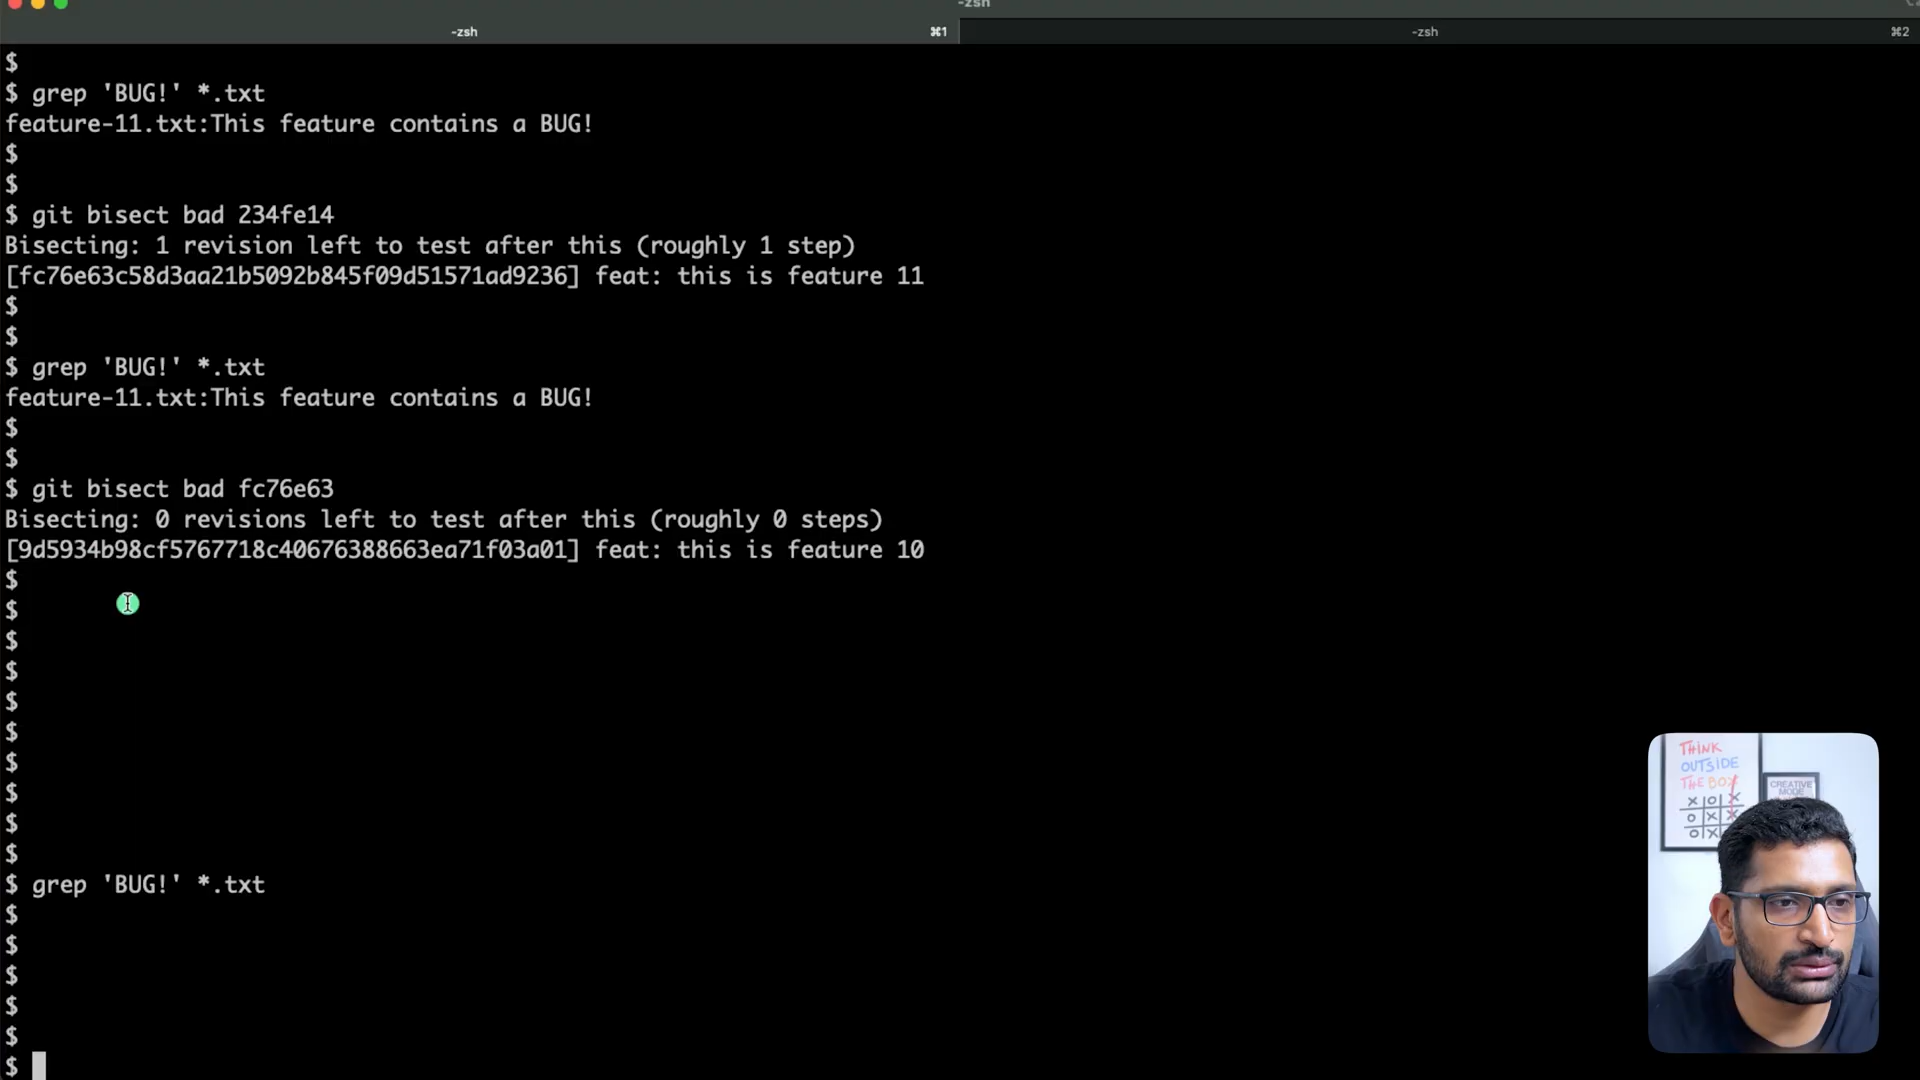 -zsh
-zsh ⌘1
-zsh ⌘2
$
$ grep 'BUG!' *.txt
feature-11.txt:This feature contains a BUG!
$
$
$ git bisect bad 234fe14
Bisecting: 1 revision left to test after this (roughly 1 step)
[fc76e63c58d3aa21b5092b845f09d51571ad9236] feat: this is feature 11
$
$
$ grep 'BUG!' *.txt
feature-11.txt:This feature contains a BUG!
$
$
$ git bisect bad fc76e63
Bisecting: 0 revisions left to test after this (roughly 0 steps)
[9d5934b98cf5767718c40676388663ea71f03a01] feat: this is feature 10
$
$
$
$
$
$
$
$
$
$
$ grep 'BUG!' *.txt
$
$
$
$
$
$
THINK
OUTSIDE
THE BOX
X O X
O X X
O X
CREATIVE
MODE